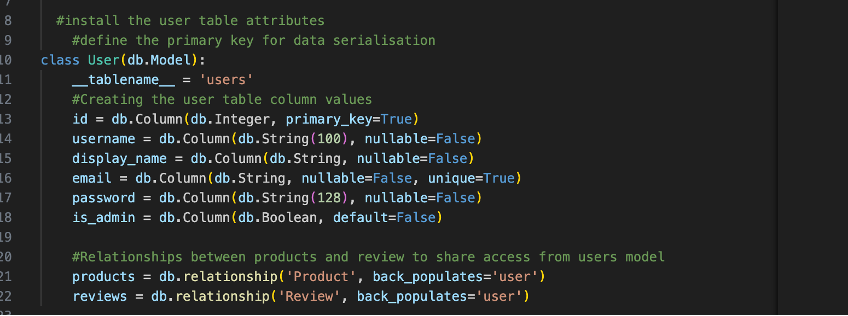 7
8 #install the user table attributes
9 #define the primary key for data serialisation
10 class User(db.Model):
11 __tablename__ = 'users'
12 #Creating the user table column values
13 id = db.Column(db.Integer, primary_key=True)
14 username = db.Column(db.String(100), nullable=False)
15 display_name = db.Column(db.String, nullable=False)
16 email = db.Column(db.String, nullable=False, unique=True)
17 password = db.Column(db.String(128), nullable=False)
18 is_admin = db.Column(db.Boolean, default=False)
19
20 #Relationships between products and review to share access from users model
21 products = db.relationship('Product', back_populates='user')
22 reviews = db.relationship('Review', back_populates='user')
23